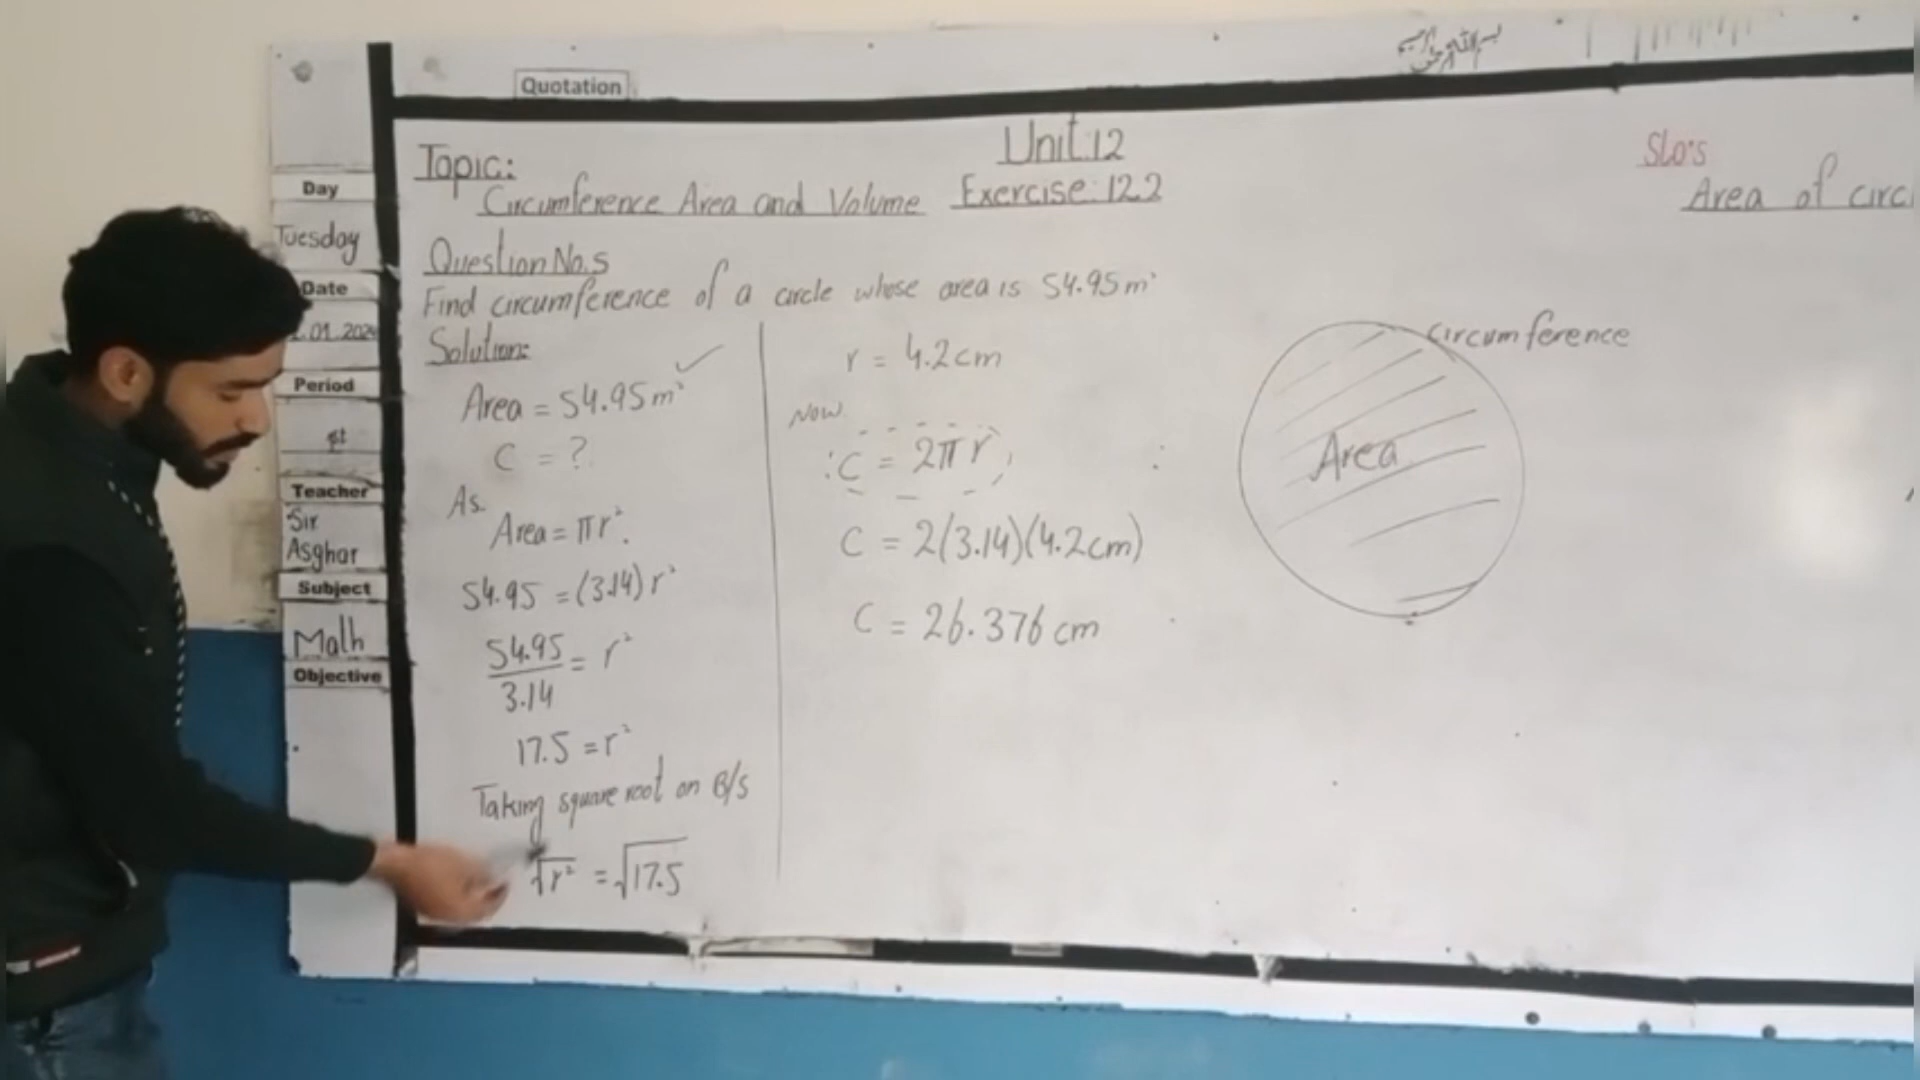 Quotation
Day
Tuesday
Date
.01.2024
Period
1st
Teacher
Sir
Asghar
Subject
Math
Objective
Unit:12
Topic:
Circumference Area and Volume
Exercise:12.2
Question No.5
Find circumference of a circle whose area is 54.95m²
Solution:
Area = 54.95m²
C = ?
As.
Area = πr².
54.95 = (3.14) r²
54.95/3.14 = r²
17.5 = r²
Taking square root on B/S
√r² = √17.5
r = 4.2cm
Now
C = 2πr
C = 2(3.14)(4.2cm)
C = 26.376 cm
circumference
Area
SLO's
Area of circ